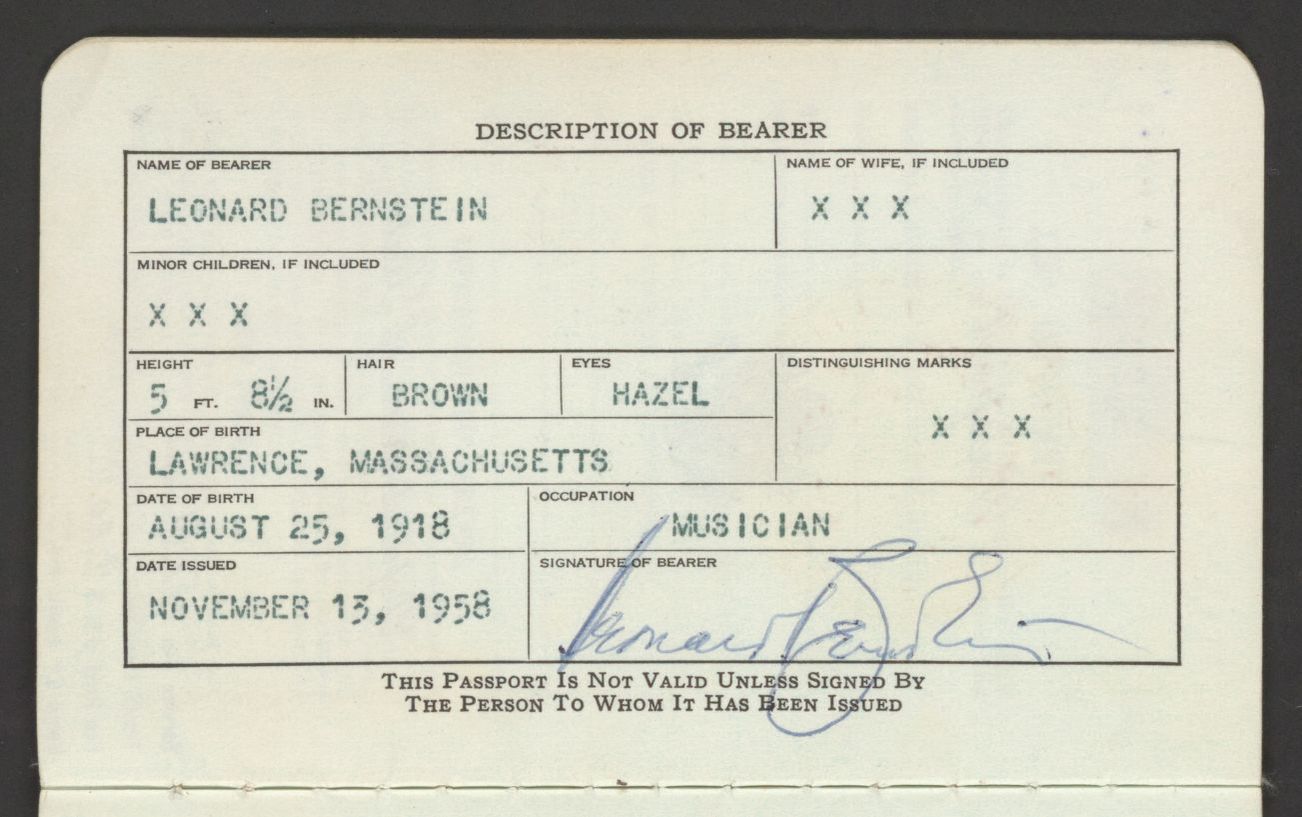 DESCRIPTION OF BEARER
NAME OF BEARER
LEONARD BERNSTEIN
NAME OF WIFE, IF INCLUDED
X X X
MINOR CHILDREN, IF INCLUDED
X X X
HEIGHT
5 FT. 8½ IN.
HAIR
BROWN
EYES
HAZEL
DISTINGUISHING MARKS
X X X
PLACE OF BIRTH
LAWRENCE, MASSACHUSETTS
DATE OF BIRTH
AUGUST 25, 1918
OCCUPATION
MUSICIAN
DATE ISSUED
NOVEMBER 13, 1958
SIGNATURE OF BEARER
Leonard Bernstein
THIS PASSPORT IS NOT VALID UNLESS SIGNED BY
THE PERSON TO WHOM IT HAS BEEN ISSUED